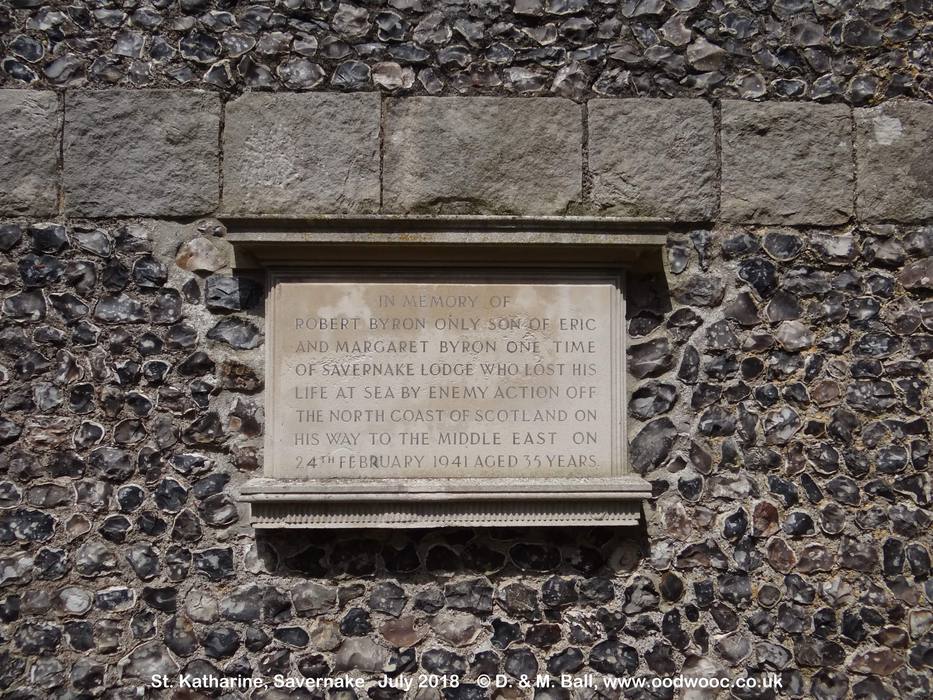 IN MEMORY OF
ROBERT BYRON ONLY SON OF ERIC
AND MARGARET BYRON ONE TIME
OF SAVERNAKE LODGE WHO LOST HIS
LIFE AT SEA BY ENEMY ACTION OFF
THE NORTH COAST OF SCOTLAND ON
HIS WAY TO THE MIDDLE EAST ON
24TH FEBRUARY 1941 AGED 35 YEARS.
St. Katharine, Savernake, July 2018 © D. & M. Ball, www.oodwooc.co.uk